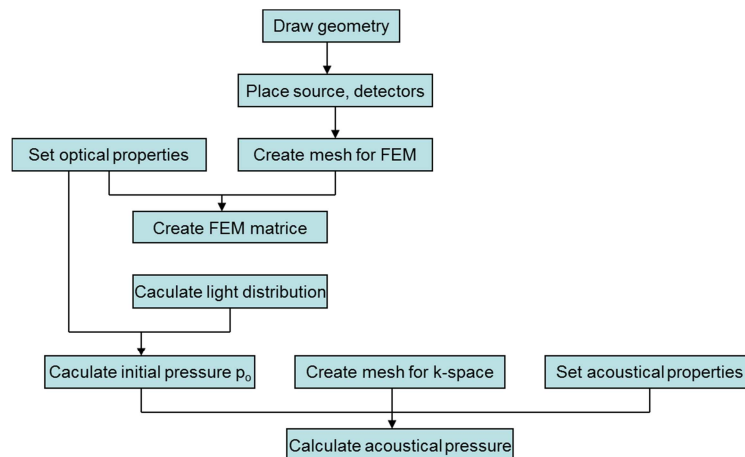 Draw geometry
Place source, detectors
Set optical properties
Create mesh for FEM
Create FEM matrice
Caculate light distribution
Caculate initial pressure pₒ
Create mesh for k-space
Set acoustical properties
Calculate acoustical pressure